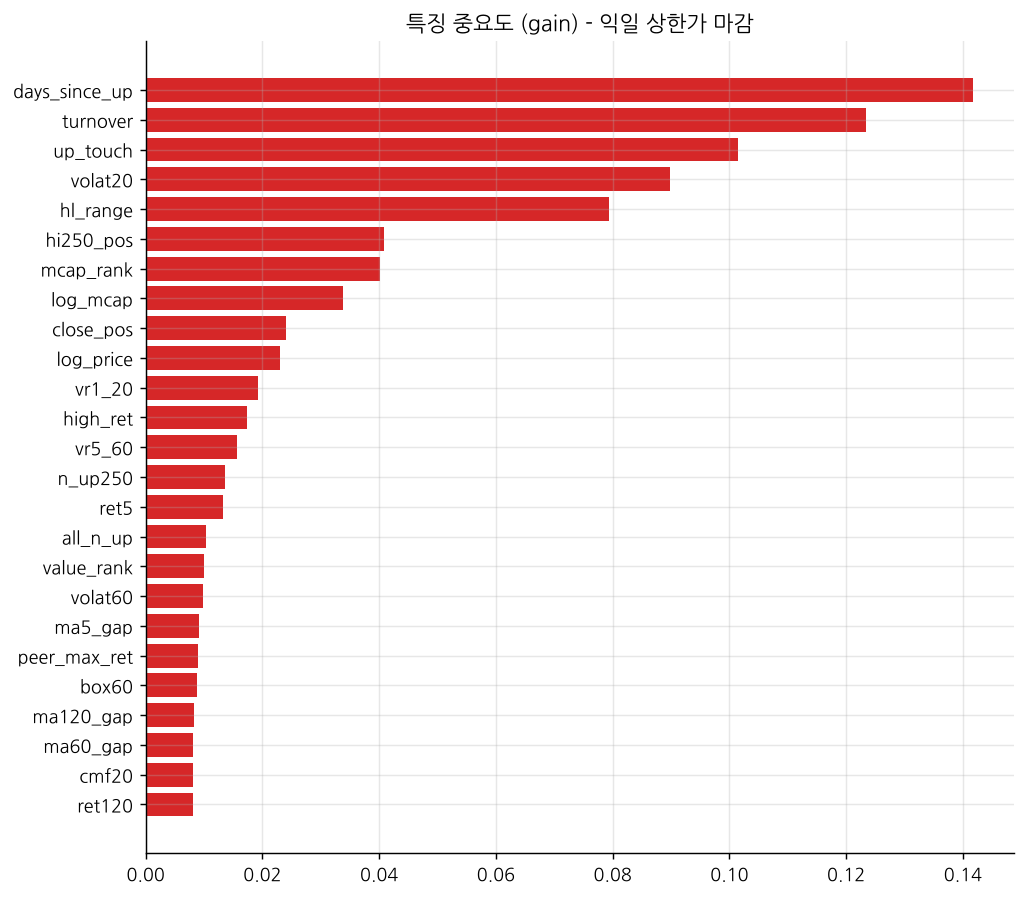 특징 중요도 (gain) - 익일 상한가 마감
days_since_up
turnover
up_touch
volat20
hl_range
hi250_pos
mcap_rank
log_mcap
close_pos
log_price
vr1_20
high_ret
vr5_60
n_up250
ret5
all_n_up
value_rank
volat60
ma5_gap
peer_max_ret
box60
ma120_gap
ma60_gap
cmf20
ret120
0.00 0.02 0.04 0.06 0.08 0.10 0.12 0.14